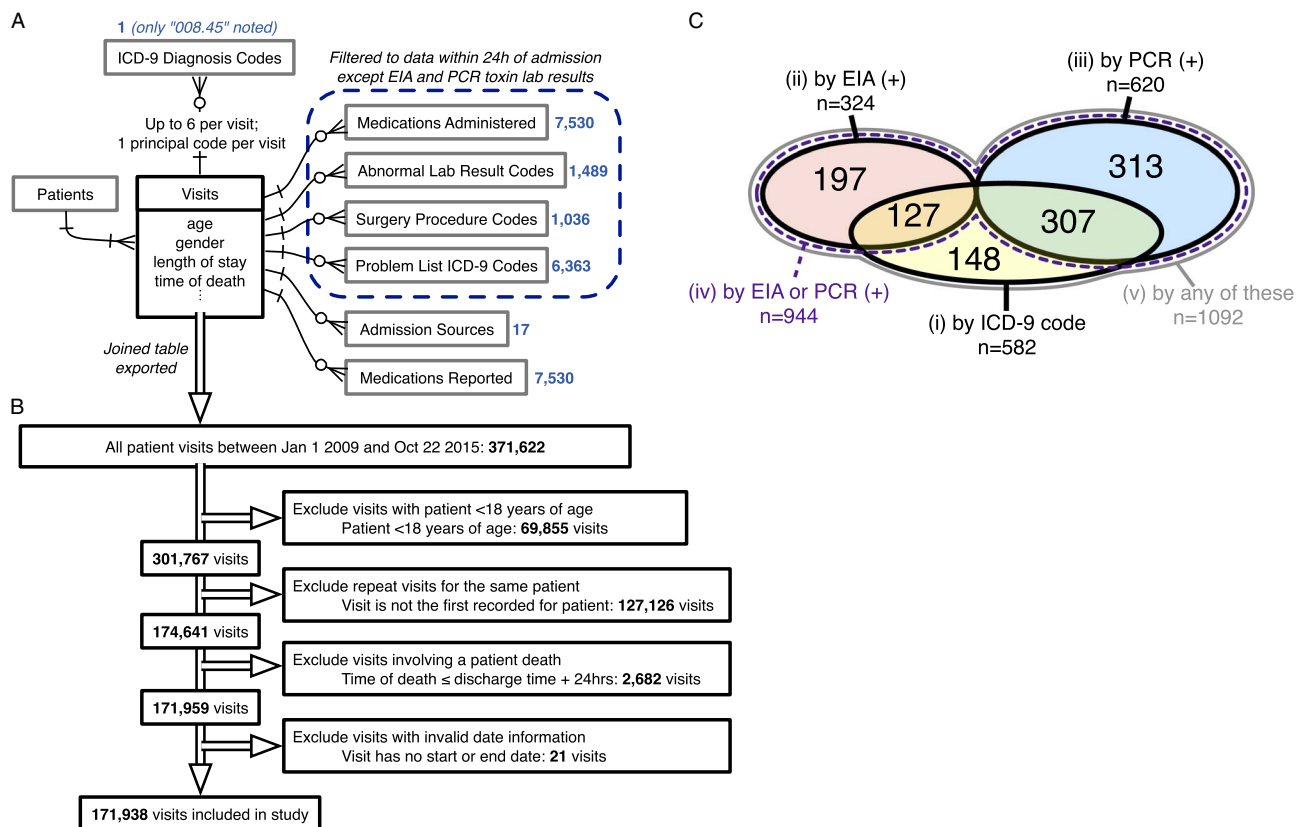 A
1 (only "008.45" noted)
ICD-9 Diagnosis Codes
Up to 6 per visit;
1 principal code per visit
Patients
Visits
age
gender
length of stay
time of death
⋮
Joined table
exported
Filtered to data within 24h of admission
except EIA and PCR toxin lab results
Medications Administered 7,530
Abnormal Lab Result Codes 1,489
Surgery Procedure Codes 1,036
Problem List ICD-9 Codes 6,363
Admission Sources 17
Medications Reported 7,530
B
All patient visits between Jan 1 2009 and Oct 22 2015: 371,622
Exclude visits with patient <18 years of age
Patient <18 years of age: 69,855 visits
301,767 visits
Exclude repeat visits for the same patient
Visit is not the first recorded for patient: 127,126 visits
174,641 visits
Exclude visits involving a patient death
Time of death ≤ discharge time + 24hrs: 2,682 visits
171,959 visits
Exclude visits with invalid date information
Visit has no start or end date: 21 visits
171,938 visits included in study
C
(ii) by EIA (+)
n=324
(iii) by PCR (+)
n=620
197
313
127
307
148
(iv) by EIA or PCR (+)
n=944
(i) by ICD-9 code
n=582
(v) by any of these
n=1092